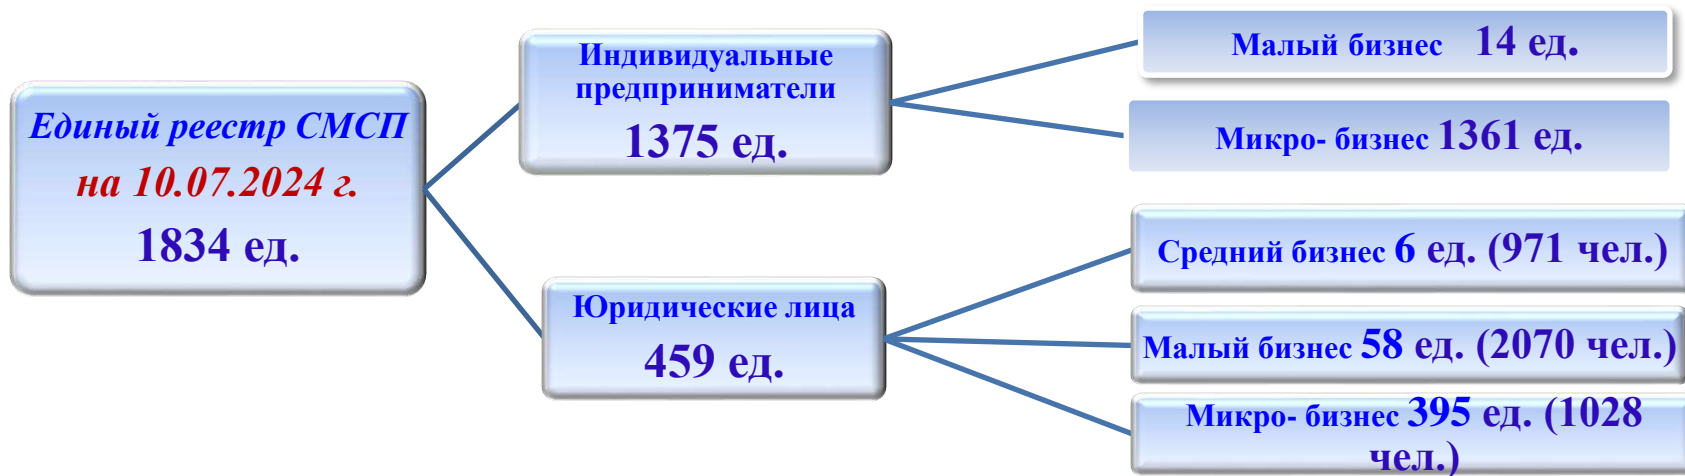 Единый реестр СМСП
на 10.07.2024 г.
1834 ед.
Индивидуальные
предприниматели
1375 ед.
Малый бизнес 14 ед.
Микро- бизнес 1361 ед.
Юридические лица
459 ед.
Средний бизнес 6 ед. (971 чел.)
Малый бизнес 58 ед. (2070 чел.)
Микро- бизнес 395 ед. (1028
чел.)